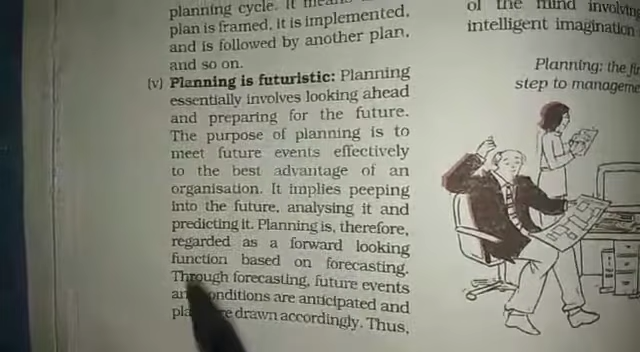 planning cycle. It means
plan is framed, it is implemented,
and is followed by another plan,
and so on.
(v) Planning is futuristic: Planning
essentially involves looking ahead
and preparing for the future.
The purpose of planning is to
meet future events effectively
to the best advantage of an
organisation. It implies peeping
into the future, analysing it and
predicting it. Planning is, therefore,
regarded as a forward looking
function based on forecasting.
Through forecasting, future events
conditions are anticipated and
drawn accordingly. Thus,
of the mind involving
intelligent imagination
Planning: the
step to